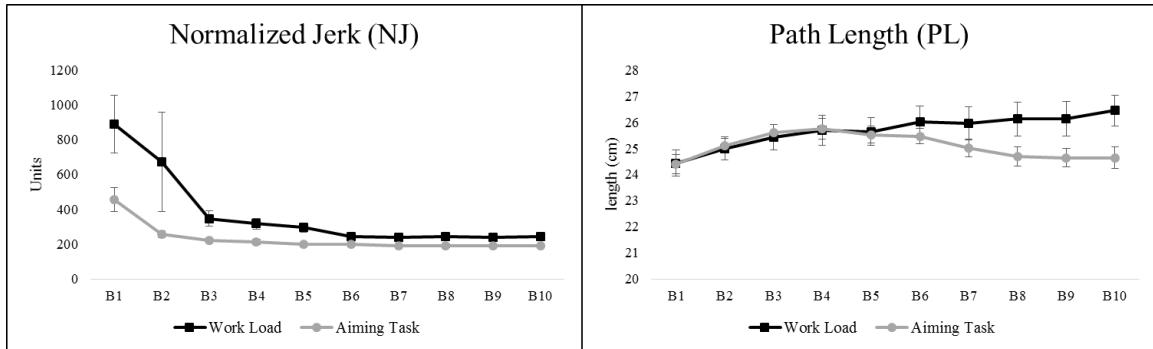 Normalized Jerk (NJ)
1200
1000
800
600
400
200
0
Units
B1 B2 B3 B4 B5 B6 B7 B8 B9 B10
Work Load Aiming Task
Path Length (PL)
28
27
26
25
24
23
22
21
20
length (cm)
B1 B2 B3 B4 B5 B6 B7 B8 B9 B10
Work Load Aiming Task